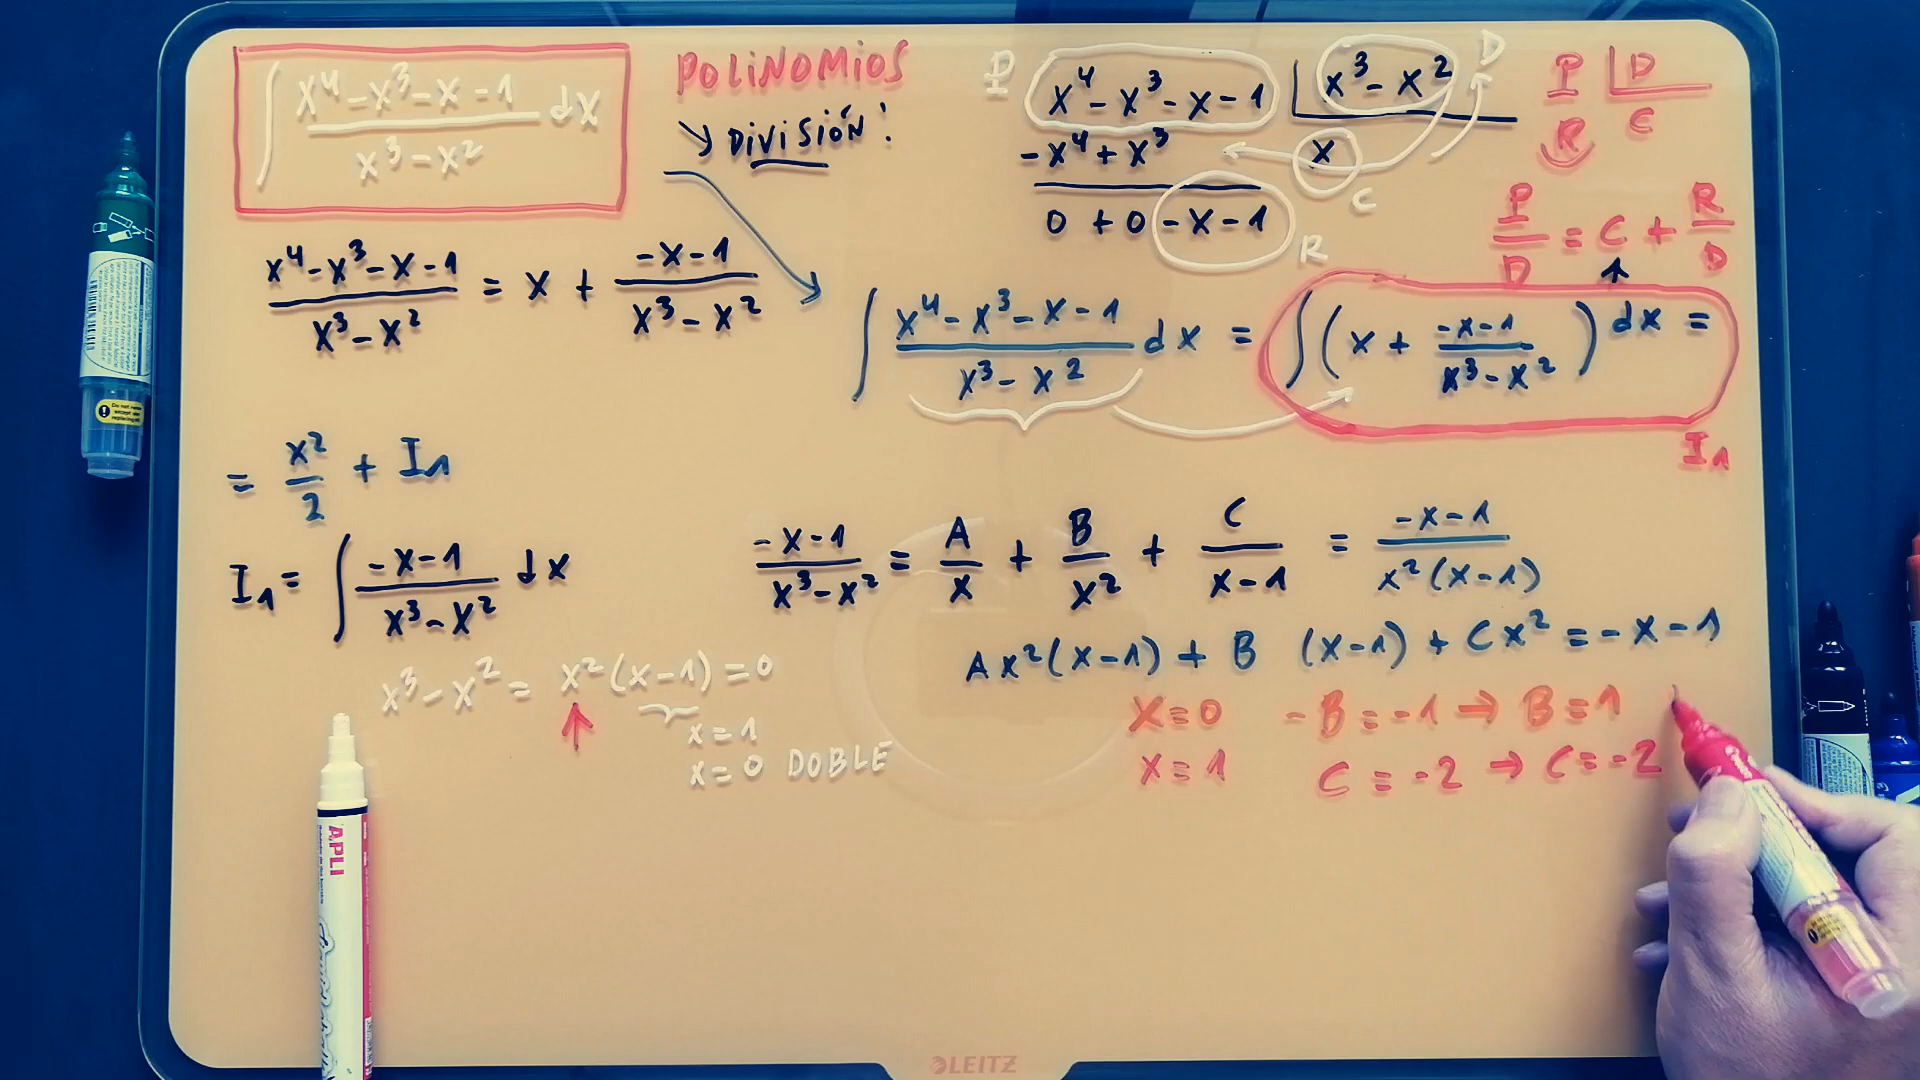 ∫ x⁴-x³-x-1 / x³-x² dx
POLINOMIOS
↘ DIVISIÓN:
P x⁴-x³-x-1 | x³-x² D
-x⁴+x³ x C
0 +0 -x-1 R
P | D
R C
P/D = C + R/D
x⁴-x³-x-1 / x³-x² = x + -x-1 / x³-x²
∫ x⁴-x³-x-1 / x³-x² dx = ∫ (x + -x-1 / x³-x²) dx =
I₁
= x²/2 + I₁
I₁ = ∫ -x-1 / x³-x² dx
-x-1 / x³-x² = A/x + B/x² + C/x-1 = -x-1 / x²(x-1)
Ax²(x-1) + B (x-1) + Cx² = -x-1
x³-x² = x²(x-1) = 0
x=1
x=0 DOBLE
x=0 -B=-1 → B=1
x=1 C=-2 → C=-2
APLI
LEITZ